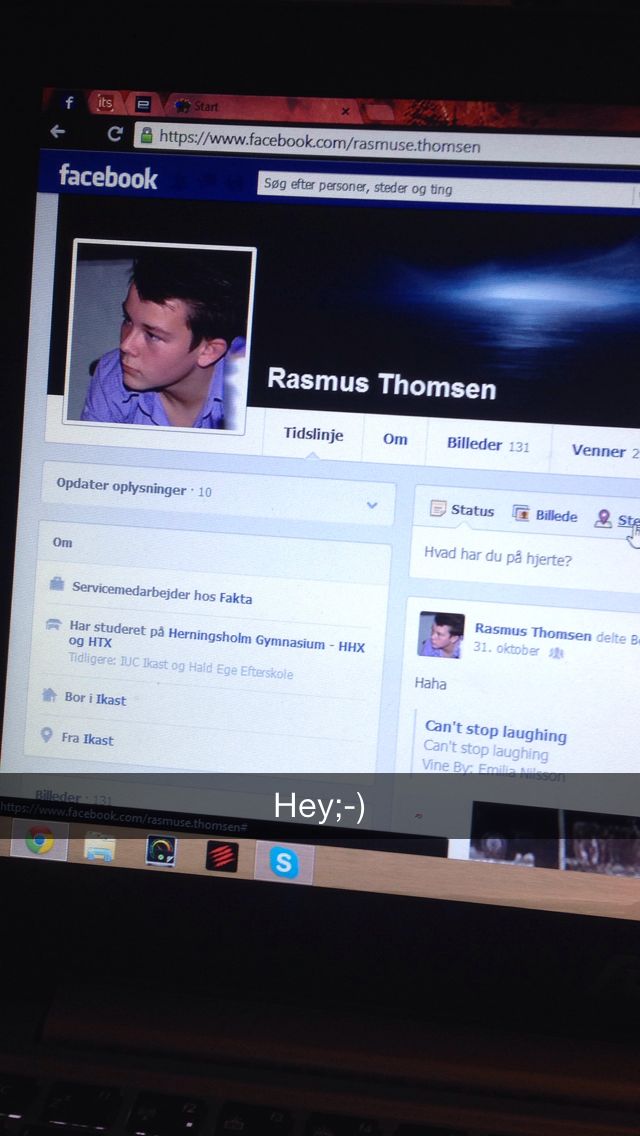 f
its
Start
https://www.facebook.com/rasmuse.thomsen
facebook
Søg efter personer, steder og ting
Rasmus Thomsen
Tidslinje
Om
Billeder 131
Venner 2
Opdater oplysninger · 10
Om
Servicemedarbejder hos Fakta
Har studeret på Herningsholm Gymnasium - HHX
og HTX
Tidligere: IUC Ikast og Hald Ege Efterskole
Bor i Ikast
Fra Ikast
Billeder · 131
Status
Billede
Ste
Hvad har du på hjerte?
Rasmus Thomsen delte
31. oktober
Haha
Can't stop laughing
Can't stop laughing
Vine By: Emilia Nilsson
Hey;-)
https://www.facebook.com/rasmuse.thomsen#
S